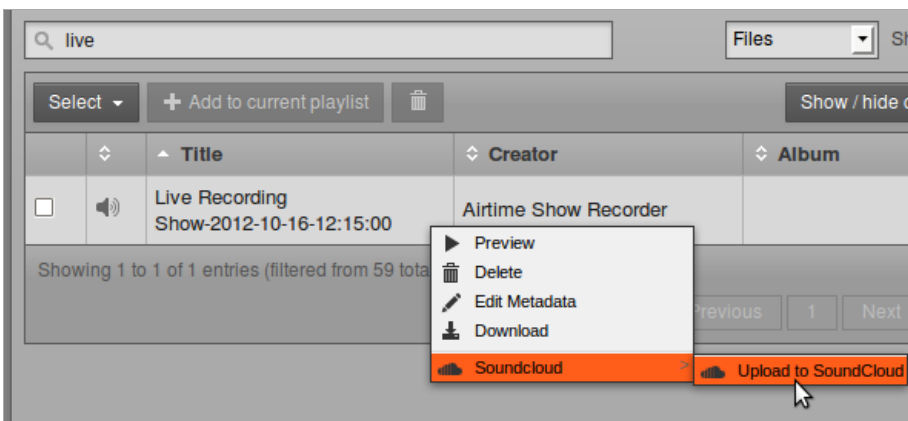 live
Files
Select
Add to current playlist
Show / hide
Title
Creator
Album
Live Recording
Show-2012-10-16-12:15:00
Airtime Show Recorder
Showing 1 to 1 of 1 entries (filtered from 59
Preview
Delete
Edit Metadata
Download
Previous
1
Next
Soundcloud
Upload to SoundCloud